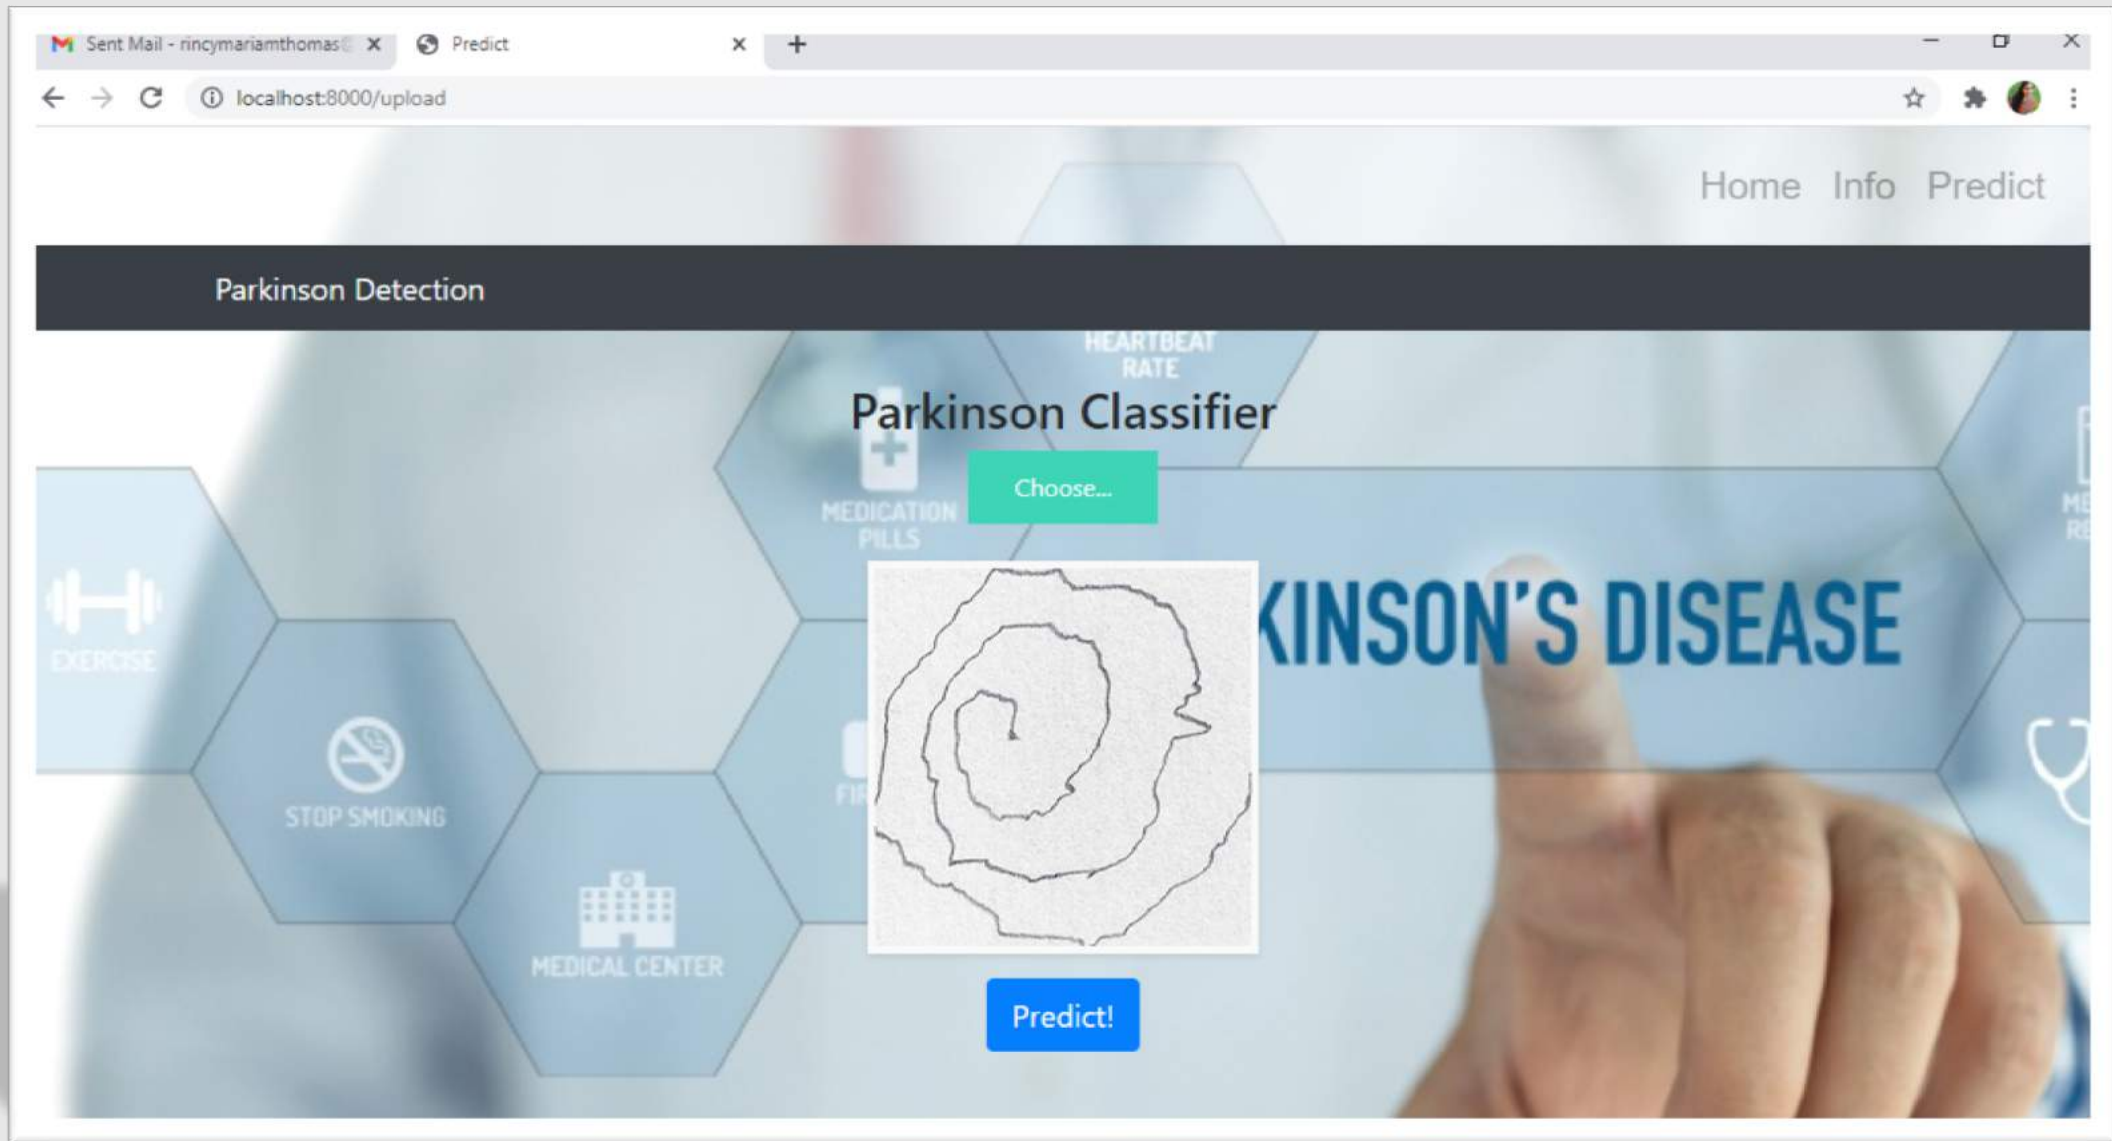 Sent Mail - rincymariamthomas
Predict
localhost:8000/upload
Home Info Predict
Parkinson Detection
HEARTBEAT
RATE
Parkinson Classifier
Choose...
MEDICATION
PILLS
KINSON'S DISEASE
EXERCISE
STOP SMOKING
MEDICAL CENTER
Predict!